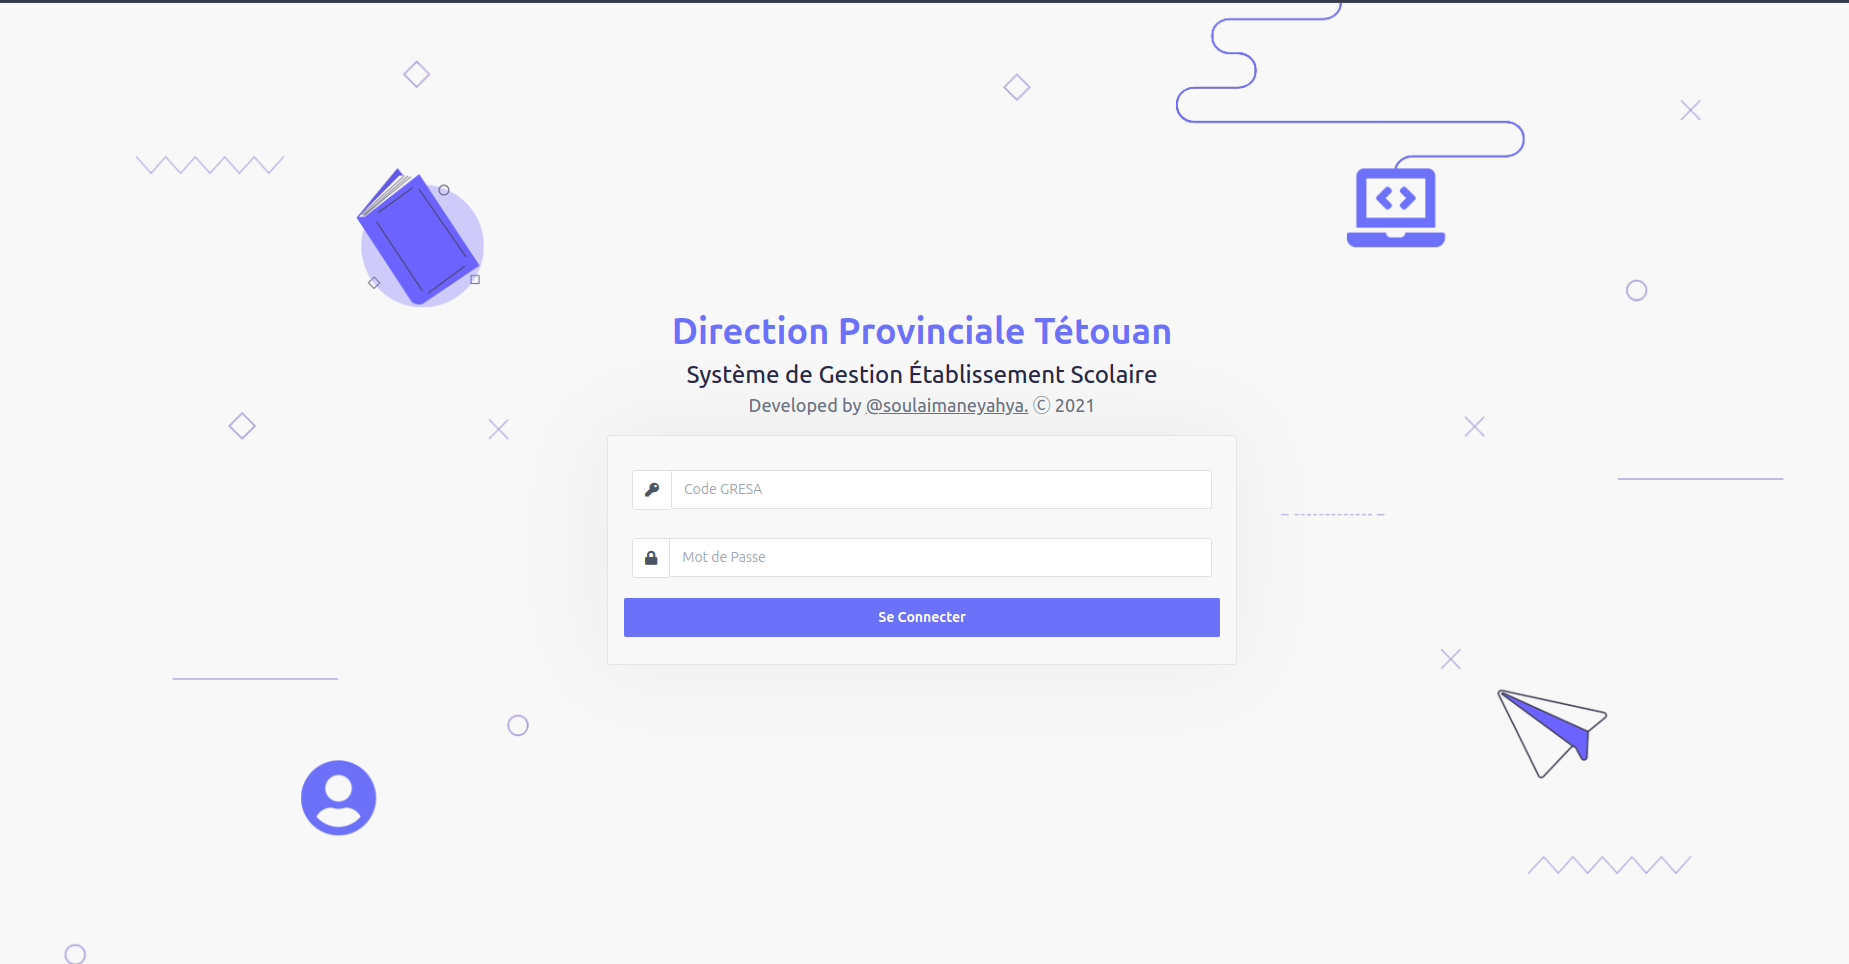 Direction Provinciale Tétouan
Système de Gestion Établissement Scolaire
Developed by @soulaimaneyahya. Ⓒ 2021
Code GRESA
Mot de Passe
Se Connecter